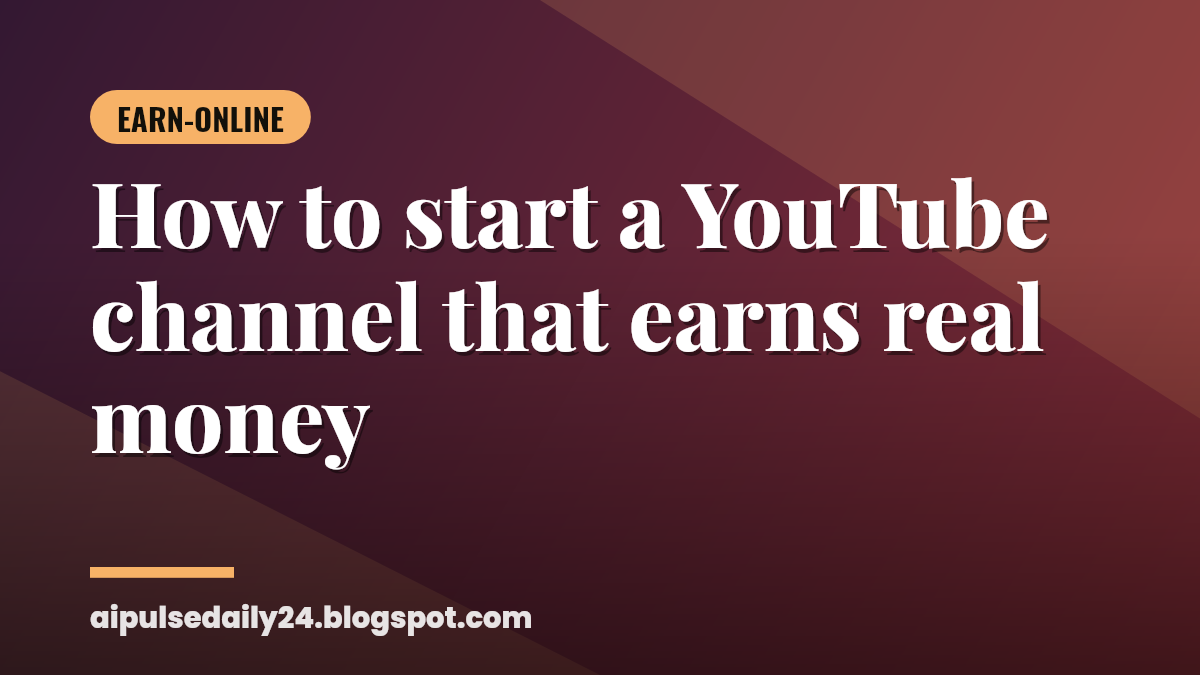 EARN-ONLINE
How to start a YouTube
channel that earns real
money
aipulsedaily24.blogspot.com